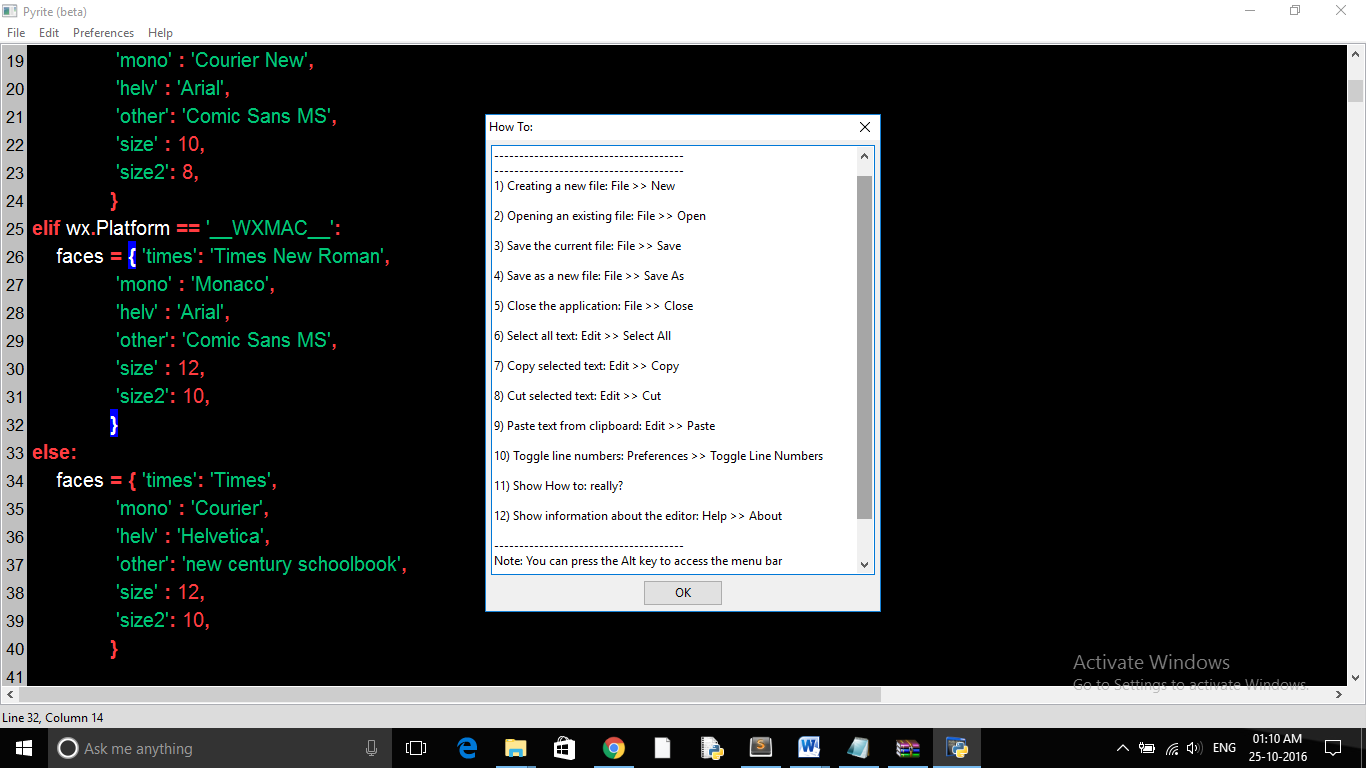 Pyrite (beta)
File Edit Preferences Help
19 'mono' : 'Courier New',
20 'helv' : 'Arial',
21 'other': 'Comic Sans MS',
22 'size' : 10,
23 'size2': 8,
24 }
25 elif wx.Platform == '__WXMAC__':
26 faces = { 'times': 'Times New Roman',
27 'mono' : 'Monaco',
28 'helv' : 'Arial',
29 'other': 'Comic Sans MS',
30 'size' : 12,
31 'size2': 10,
32 }
33 else:
34 faces = { 'times': 'Times',
35 'mono' : 'Courier',
36 'helv' : 'Helvetica',
37 'other': 'new century schoolbook',
38 'size' : 12,
39 'size2': 10,
40 }
41
How To:
--------------------------------------
--------------------------------------
1) Creating a new file: File >> New
2) Opening an existing file: File >> Open
3) Save the current file: File >> Save
4) Save as a new file: File >> Save As
5) Close the application: File >> Close
6) Select all text: Edit >> Select All
7) Copy selected text: Edit >> Copy
8) Cut selected text: Edit >> Cut
9) Paste text from clipboard: Edit >> Paste
10) Toggle line numbers: Preferences >> Toggle Line Numbers
11) Show How to: really?
12) Show information about the editor: Help >> About
--------------------------------------
Note: You can press the Alt key to access the menu bar
OK
Activate Windows
Go to Settings to activate Windows.
Line 32, Column 14
Ask me anything
ENG
01:10 AM
25-10-2016